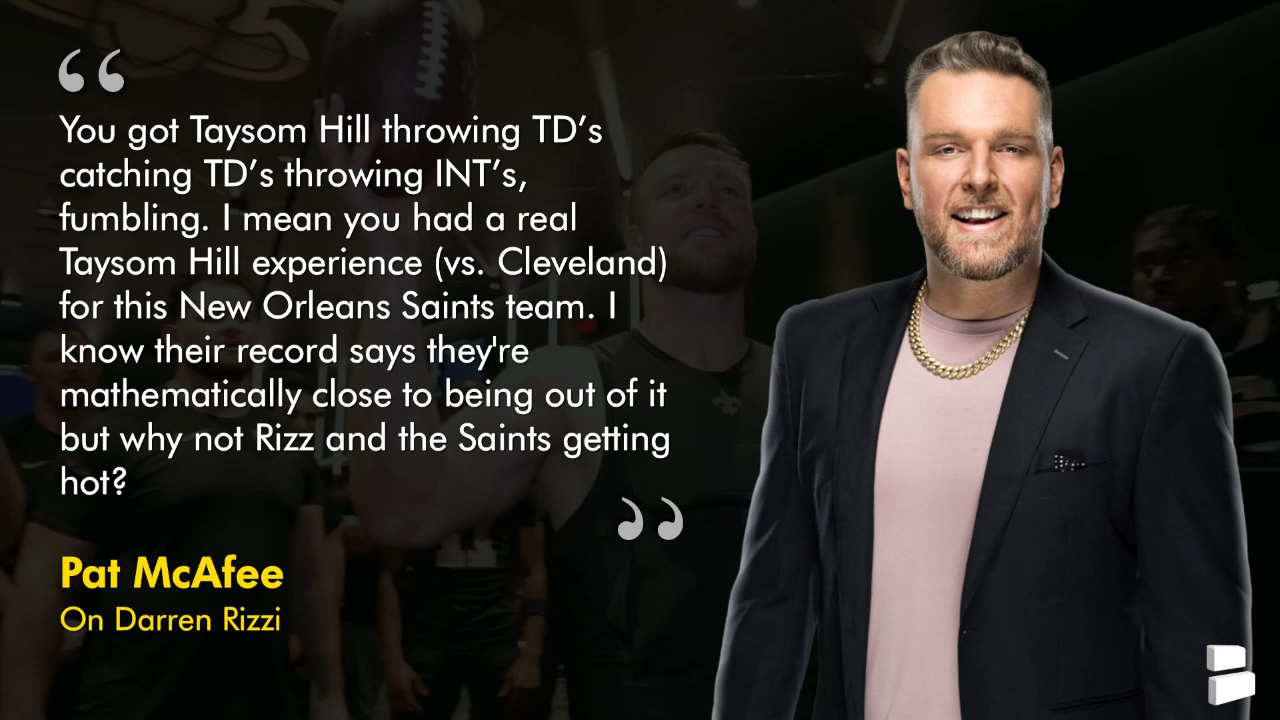 “
You got Taysom Hill throwing TD’s
catching TD’s throwing INT’s,
fumbling. I mean you had a real
Taysom Hill experience (vs. Cleveland)
for this New Orleans Saints team. I
know their record says they're
mathematically close to being out of it
but why not Rizz and the Saints getting
hot?
”
Pat McAfee
On Darren Rizzi